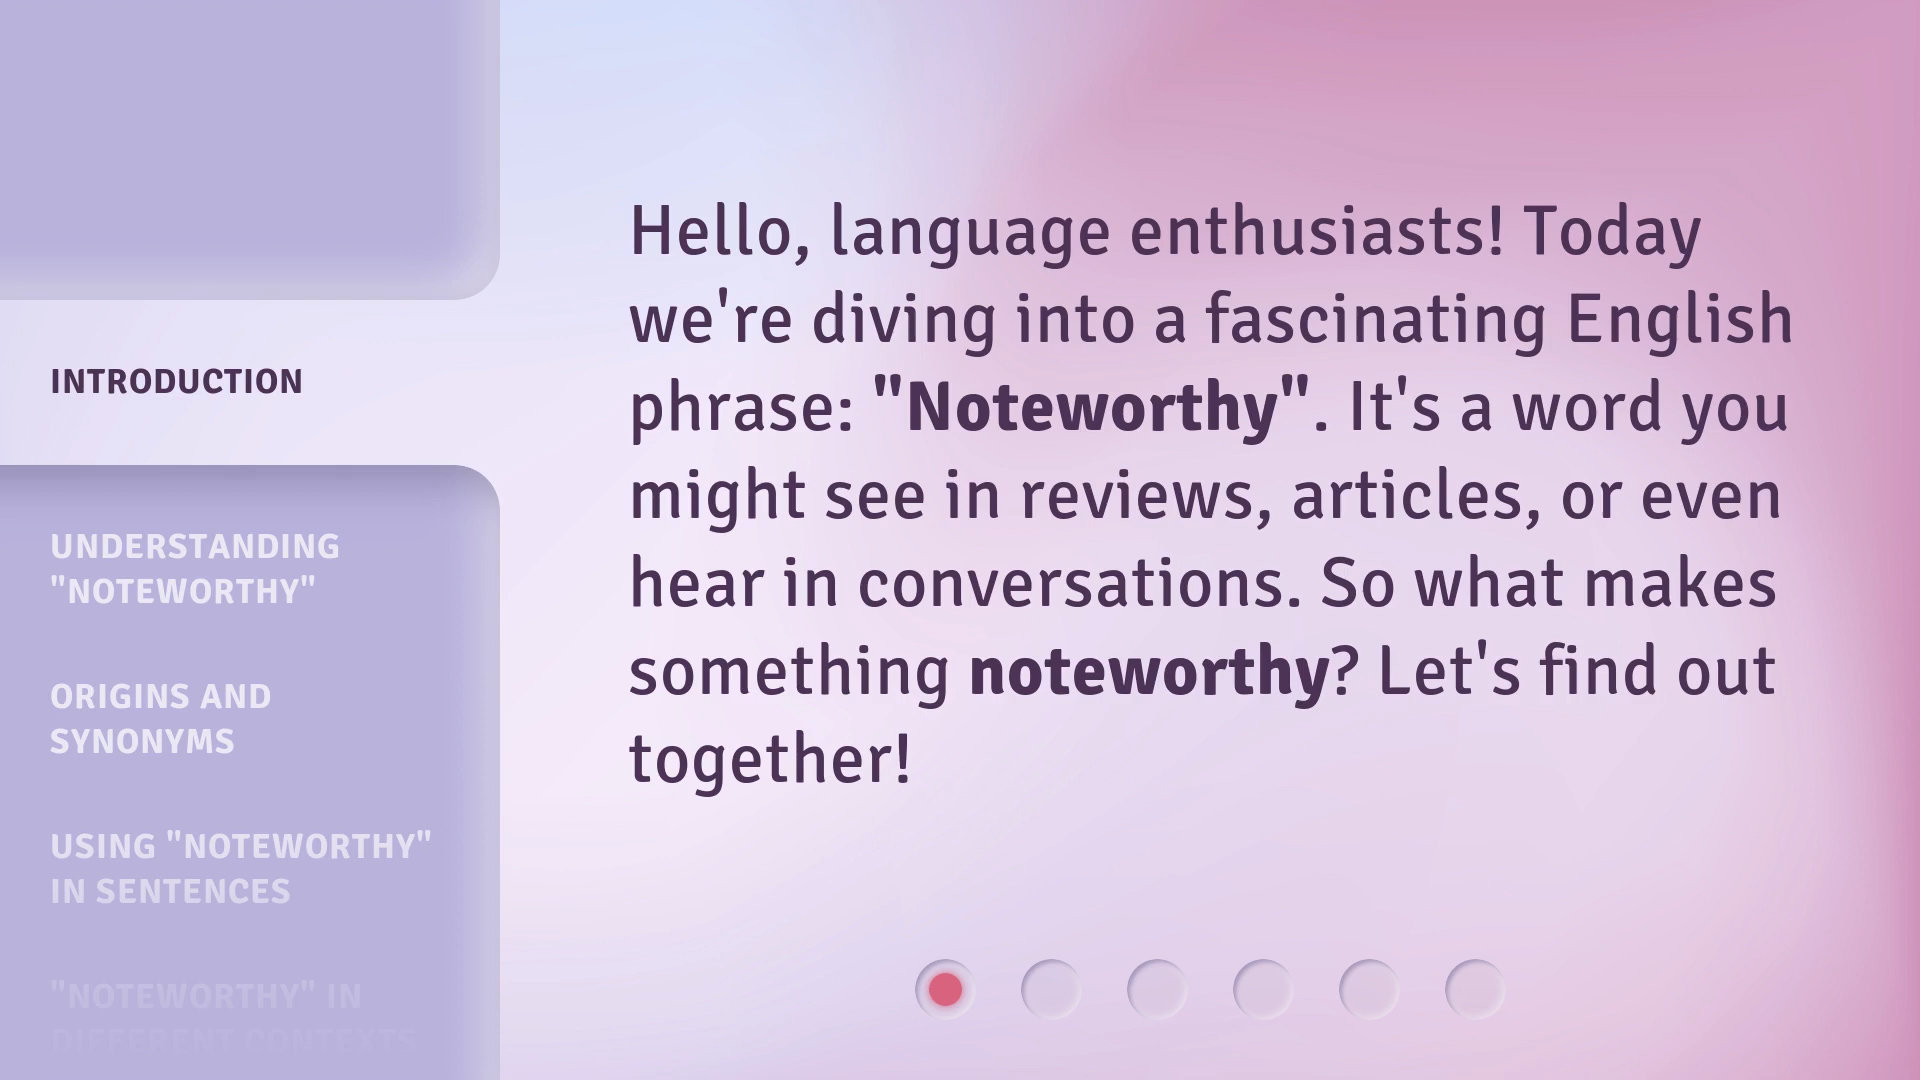 INTRODUCTION
UNDERSTANDING
"NOTEWORTHY"
ORIGINS AND
SYNONYMS
USING "NOTEWORTHY"
IN SENTENCES
"NOTEWORTHY" IN
DIFFERENT CONTEXTS
Hello, language enthusiasts! Today
we're diving into a fascinating English
phrase: "Noteworthy". It's a word you
might see in reviews, articles, or even
hear in conversations. So what makes
something noteworthy? Let's find out
together!